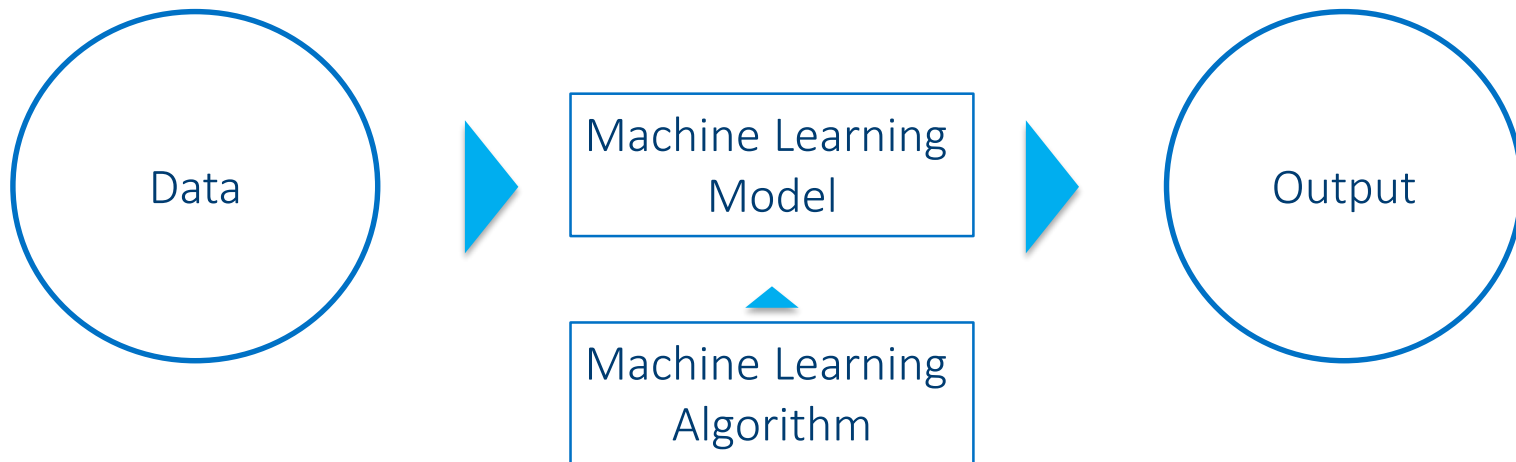 Data
Machine Learning
Model
Output
Machine Learning
Algorithm